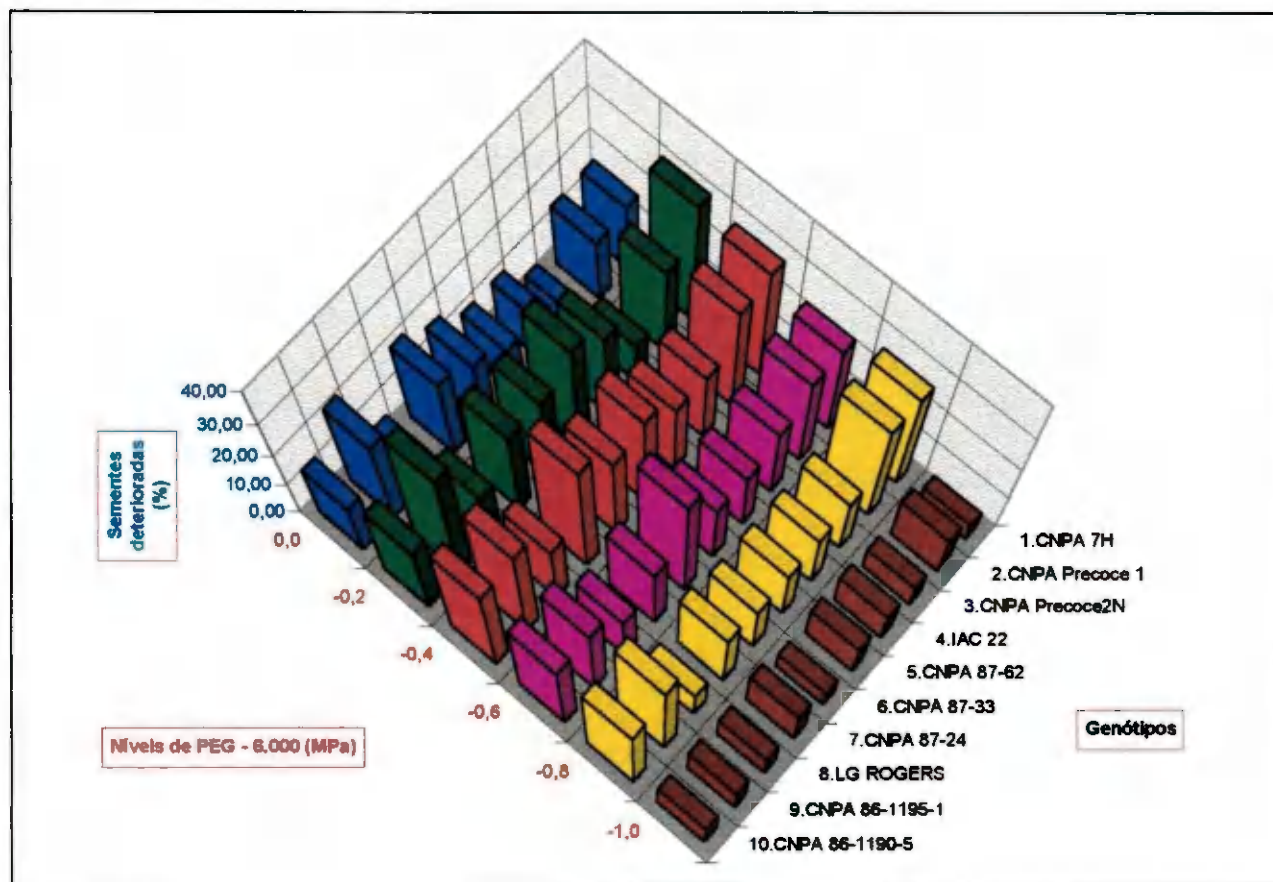 40,00
30,00
20,00
10,00
0,00
Sementes
deterioradas
(%)
0,0
-0,2
-0,4
-0,6
-0,8
-1,0
Níveis de PEG - 6.000 (MPa)
1.CNPA 7H
2.CNPA Precoce 1
3.CNPA Precoce2N
4.IAC 22
5.CNPA 87-62
6.CNPA 87-33
7.CNPA 87-24
8.LG ROGERS
9.CNPA 86-1195-1
10.CNPA 86-1190-5
Genótipos